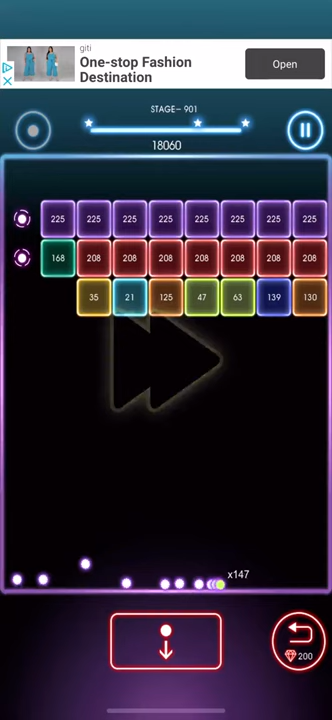 giti
One-stop Fashion
Destination
Open
STAGE- 901
18060
225 225 225 225 225 225 225 225
168 208 208 208 208 208 208 208
35 21 125 47 63 139 130
x147
200